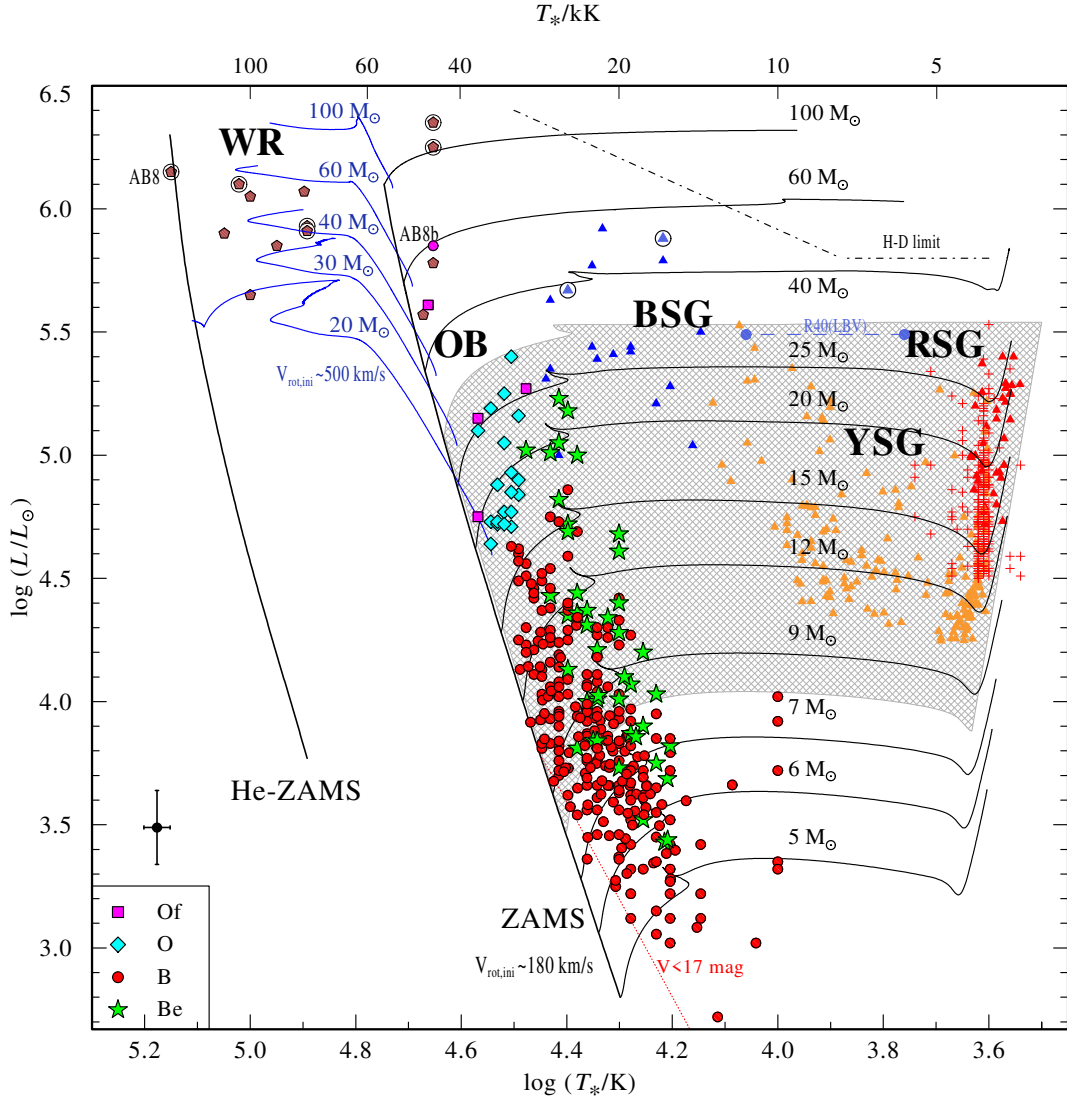 T*/kK
100 60 40 20 10 5
6.5
100 M⊙
100 M⊙
WR
AB8
60 M⊙
60 M⊙
6.0
40 M⊙
AB8b
H-D limit
30 M⊙
40 M⊙
BSG
5.5
20 M⊙
OB
R40(LBV)
RSG
25 M⊙
V_rot,ini ~500 km/s
20 M⊙
YSG
5.0
15 M⊙
12 M⊙
4.5
9 M⊙
4.0
7 M⊙
He-ZAMS
6 M⊙
3.5
5 M⊙
ZAMS
Of
O
3.0
V_rot,ini ~180 km/s
V<17 mag
B
Be
log (L/L⊙)
5.2 5.0 4.8 4.6 4.4 4.2 4.0 3.8 3.6
log (T*/K)